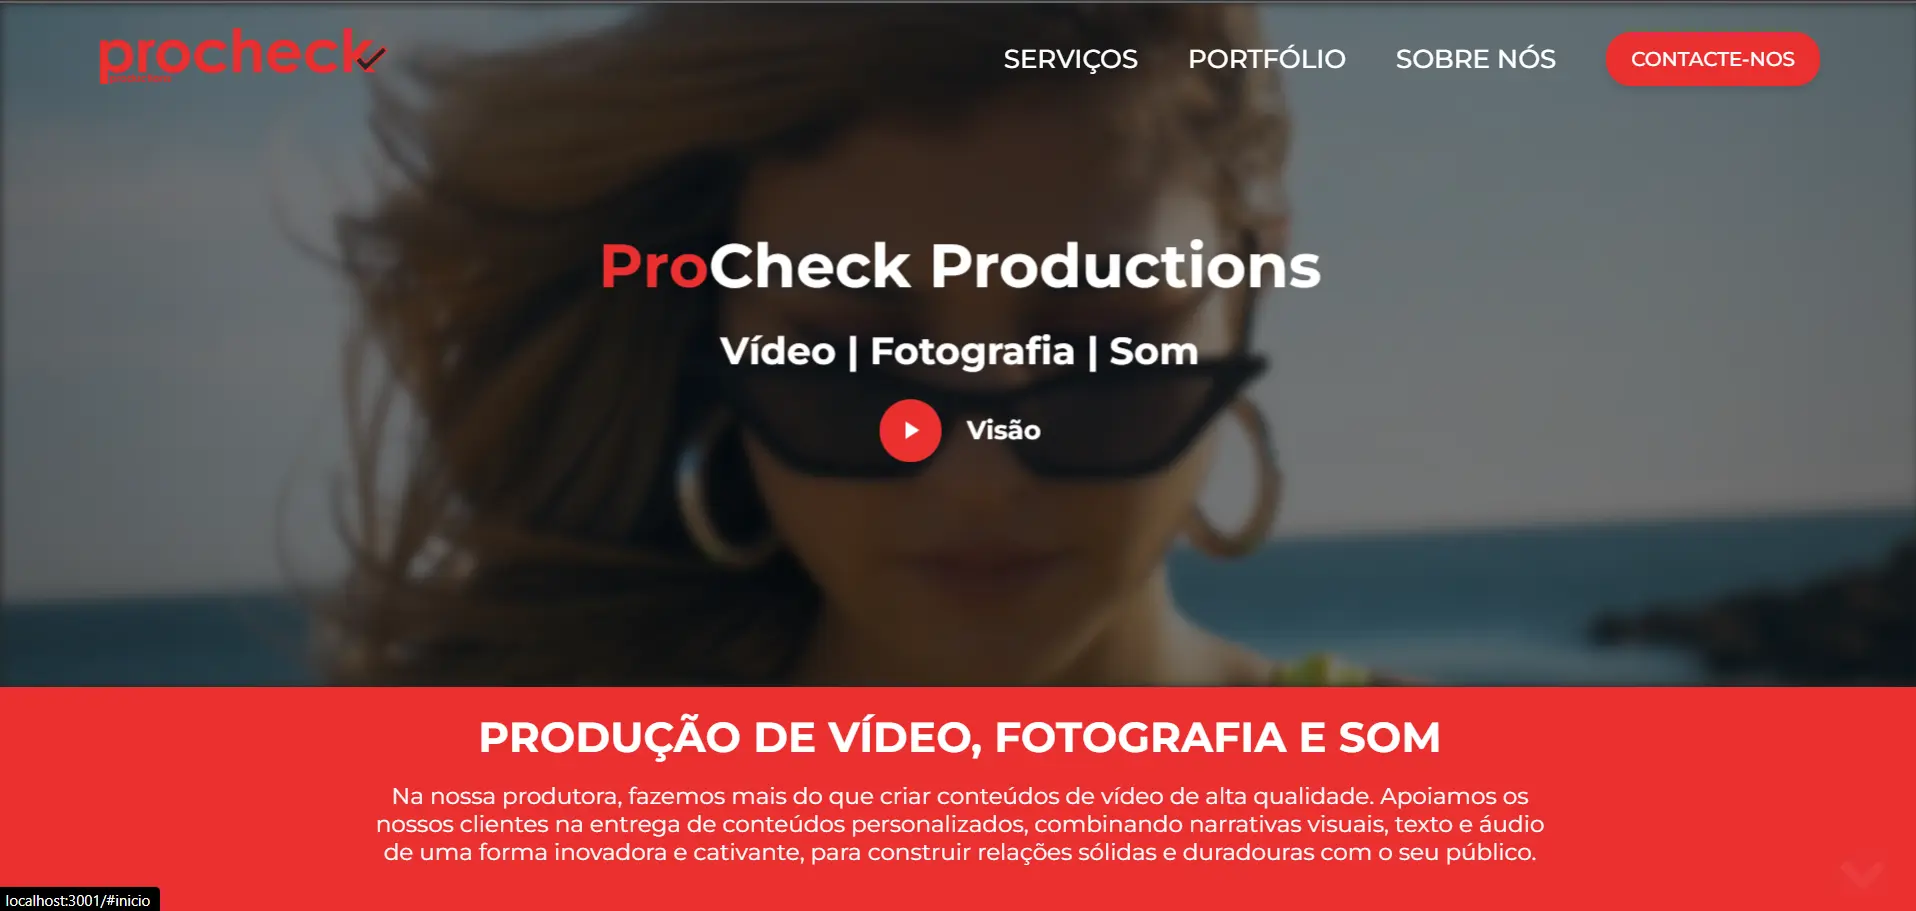 procheck
SERVIÇOS PORTFÓLIO SOBRE NÓS CONTACTE-NOS
ProCheck Productions
Vídeo | Fotografia | Som
Visão
PRODUÇÃO DE VÍDEO, FOTOGRAFIA E SOM
Na nossa produtora, fazemos mais do que criar conteúdos de vídeo de alta qualidade. Apoiamos os
nossos clientes na entrega de conteúdos personalizados, combinando narrativas visuais, texto e áudio
de uma forma inovadora e cativante, para construir relações sólidas e duradouras com o seu público.
localhost:3001/#inicio